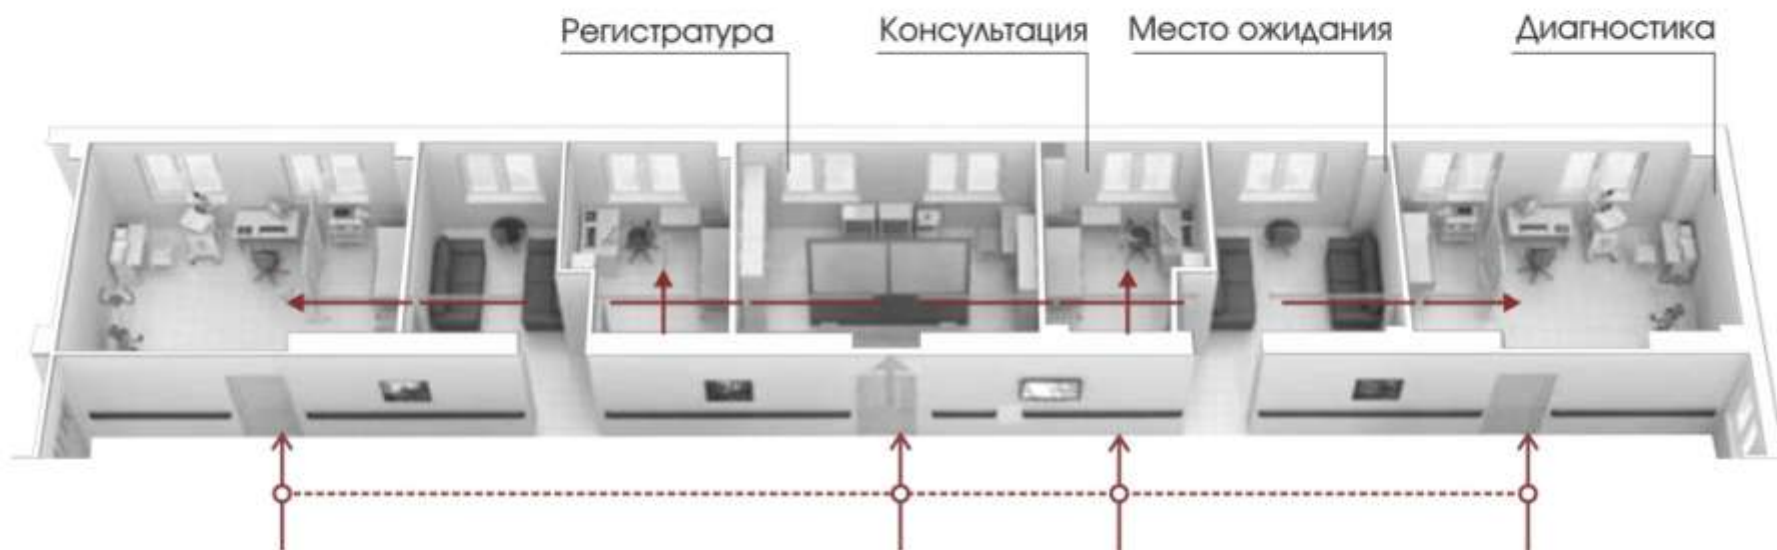 Регистратура
Консультация
Место ожидания
Диагностика